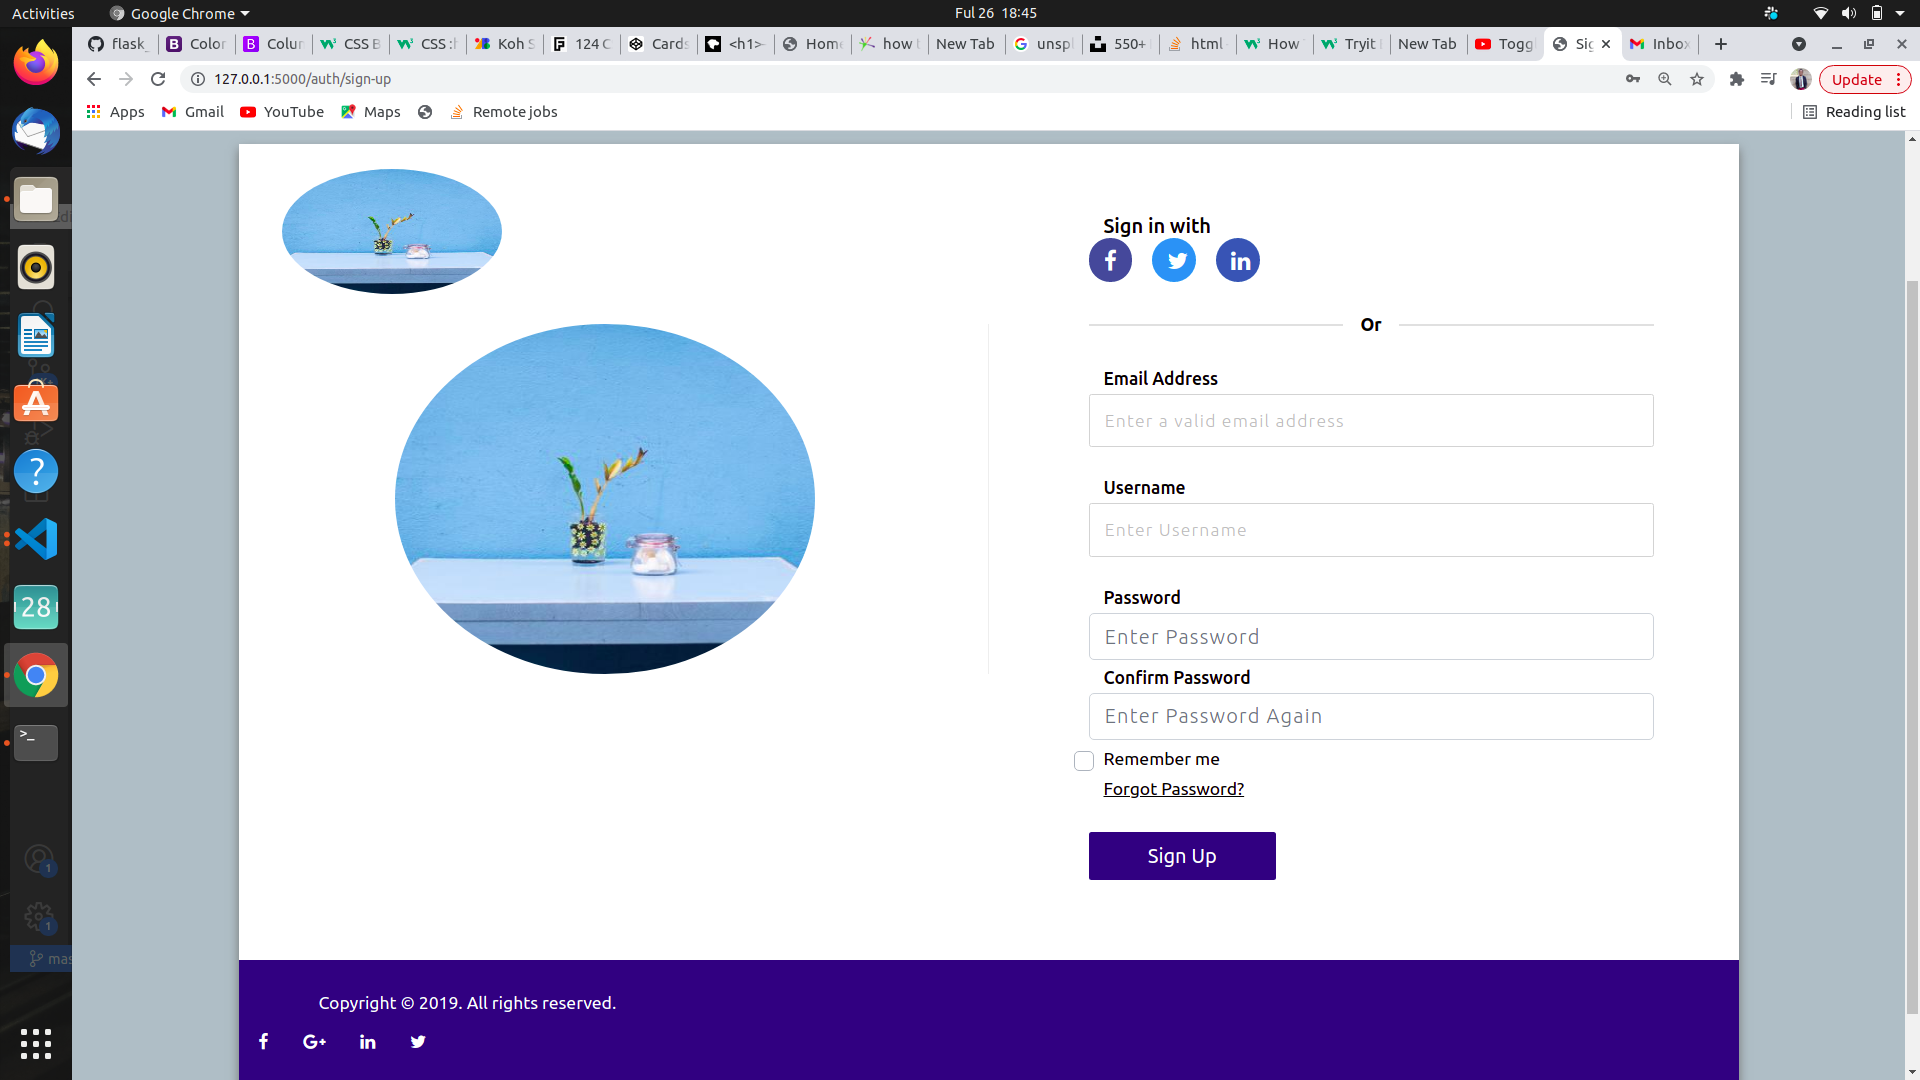 Activities
Google Chrome
Ful 26 18:45
flask_
Color
Colur
CSS B
CSS :h
Koh S
124 C
Cards
<h1>
Home
how t
New Tab
unspl
550+
html
How
Tryit
New Tab
Toggl
Sig
Inbox
127.0.0.1:5000/auth/sign-up
Update
Apps
Gmail
YouTube
Maps
Remote jobs
Reading list
Sign in with
Or
Email Address
Enter a valid email address
Username
Enter Username
Password
Enter Password
Confirm Password
Enter Password Again
Remember me
Forgot Password?
Sign Up
Copyright © 2019. All rights reserved.
28
1
1
mas